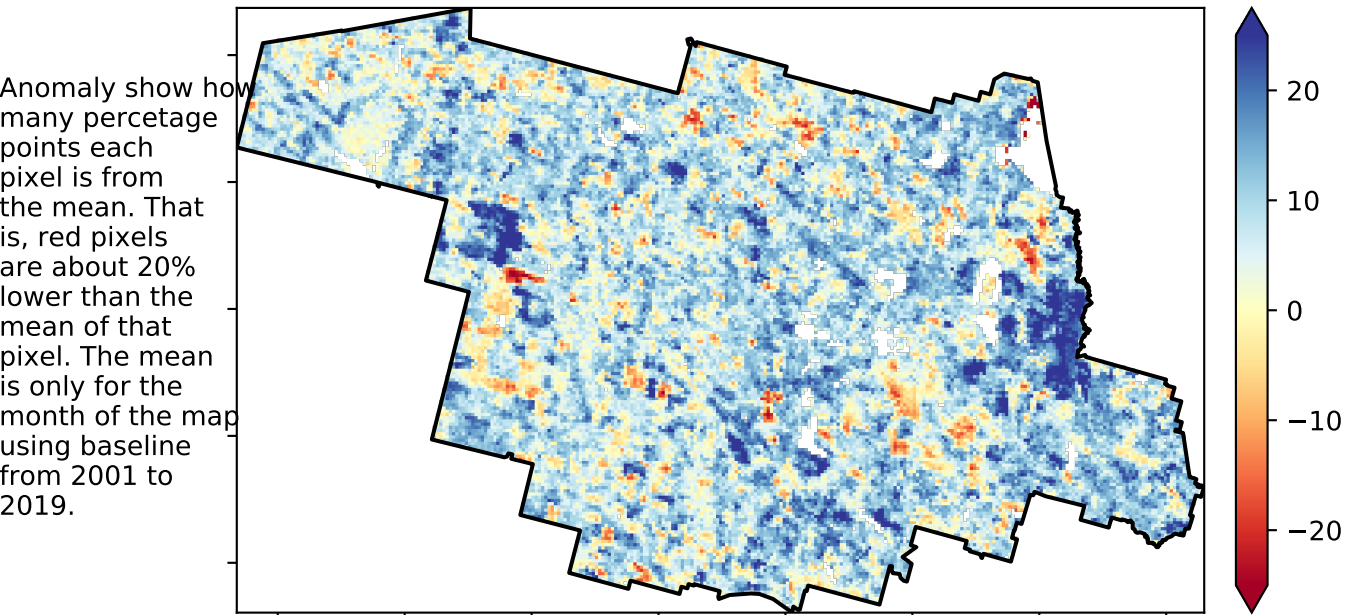 Anomaly show how
many percetage
points each
pixel is from
the mean. That
is, red pixels
are about 20%
lower than the
mean of that
pixel. The mean
is only for the
month of the map
using baseline
from 2001 to
2019.
20
10
0
−10
−20